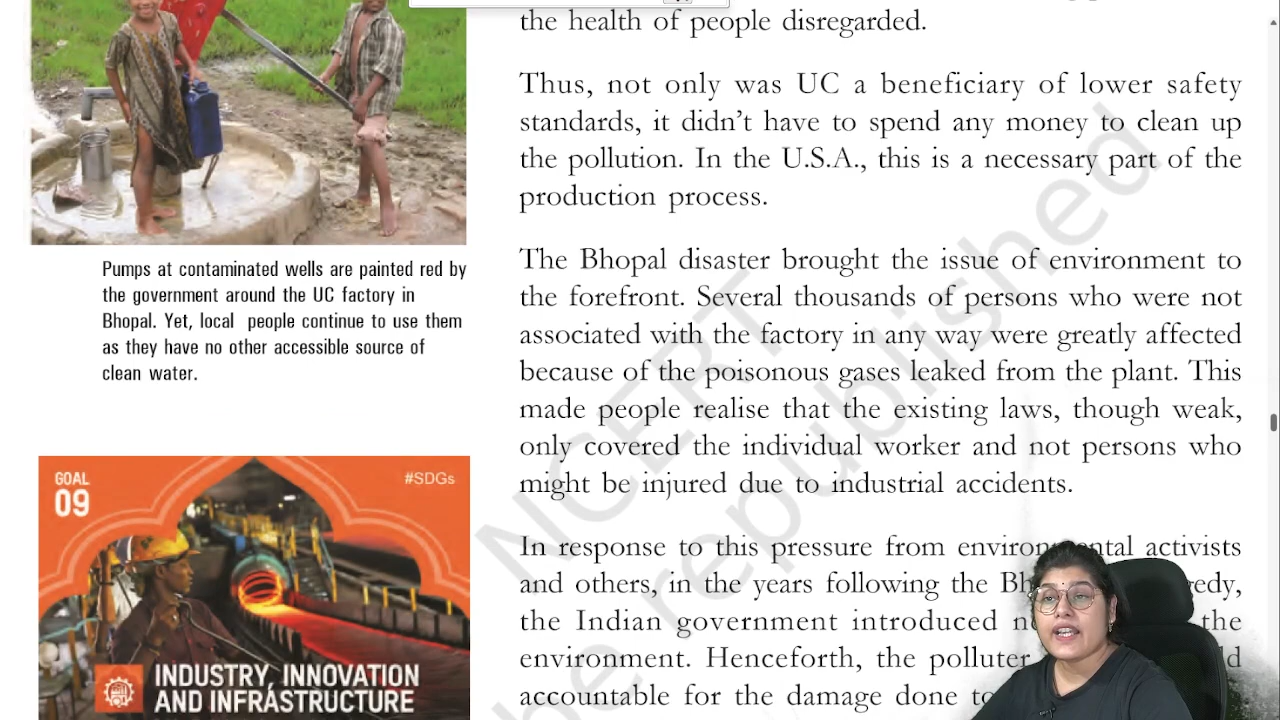 the health of people disregarded.
Thus, not only was UC a beneficiary of lower safety
standards, it didn't have to spend any money to clean up
the pollution. In the U.S.A., this is a necessary part of the
production process.
The Bhopal disaster brought the issue of environment to
the forefront. Several thousands of persons who were not
associated with the factory in any way were greatly affected
because of the poisonous gases leaked from the plant. This
made people realise that the existing laws, though weak,
only covered the individual worker and not persons who
might be injured due to industrial accidents.
In response to this pressure from environmental activists
and others, in the years following the
the Indian government introduced the
environment. Henceforth, the polluter
accountable for the damage done to
Pumps at contaminated wells are painted red by
the government around the UC factory in
Bhopal. Yet, local people continue to use them
as they have no other accessible source of
clean water.
GOAL
09
#SDGs
INDUSTRY, INNOVATION
AND INFRASTRUCTURE
NCERT
be republished